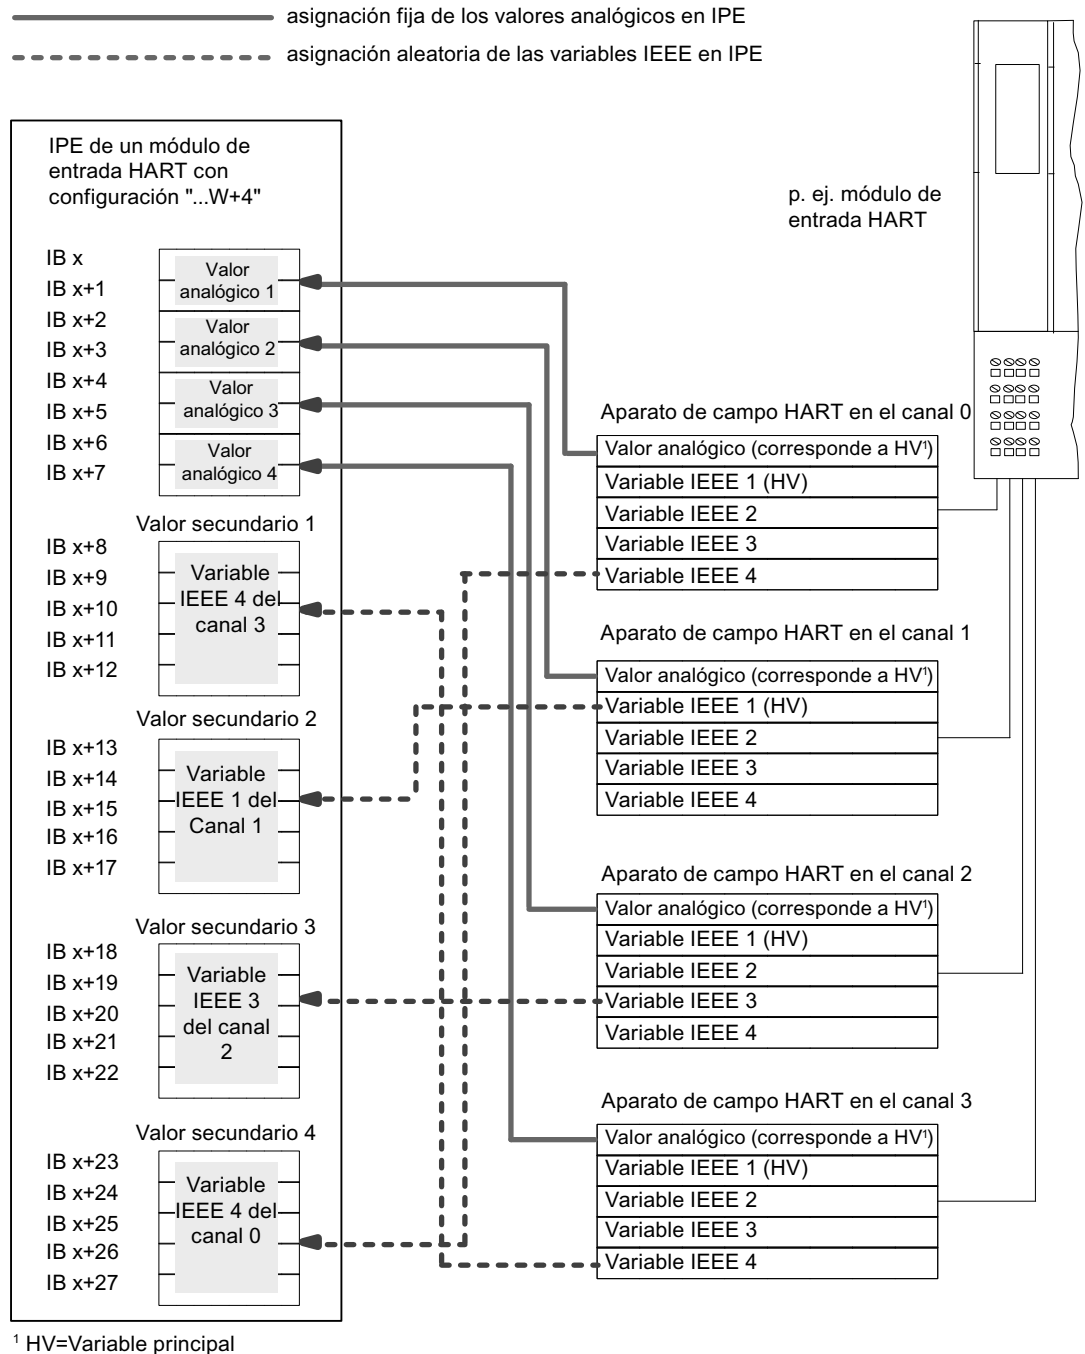 asignación fija de los valores analógicos en IPE
asignación aleatoria de las variables IEEE en IPE
IPE de un módulo de
entrada HART con
configuración "...W+4"
p. ej. módulo de
entrada HART
IB x
IB x+1
IB x+2
IB x+3
IB x+4
IB x+5
IB x+6
IB x+7
Valor
analógico 1
Valor
analógico 2
Valor
analógico 3
Valor
analógico 4
Valor secundario 1
IB x+8
IB x+9
IB x+10
IB x+11
IB x+12
Variable
IEEE 4 del
canal 3
Valor secundario 2
IB x+13
IB x+14
IB x+15
IB x+16
IB x+17
Variable
IEEE 1 del
Canal 1
Valor secundario 3
IB x+18
IB x+19
IB x+20
IB x+21
IB x+22
Variable
IEEE 3
del canal
2
Valor secundario 4
IB x+23
IB x+24
IB x+25
IB x+26
IB x+27
Variable
IEEE 4 del
canal 0
Aparato de campo HART en el canal 0
Valor analógico (corresponde a HV¹)
Variable IEEE 1 (HV)
Variable IEEE 2
Variable IEEE 3
Variable IEEE 4
Aparato de campo HART en el canal 1
Valor analógico (corresponde a HV¹)
Variable IEEE 1 (HV)
Variable IEEE 2
Variable IEEE 3
Variable IEEE 4
Aparato de campo HART en el canal 2
Valor analógico (corresponde a HV¹)
Variable IEEE 1 (HV)
Variable IEEE 2
Variable IEEE 3
Variable IEEE 4
Aparato de campo HART en el canal 3
Valor analógico (corresponde a HV¹)
Variable IEEE 1 (HV)
Variable IEEE 2
Variable IEEE 3
Variable IEEE 4
¹ HV=Variable principal